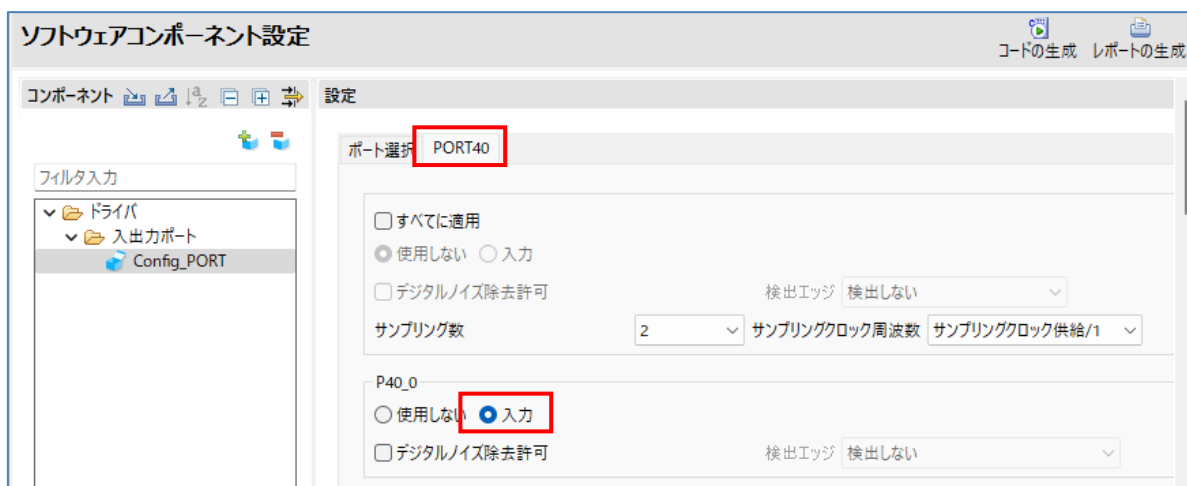 ソフトウェアコンポーネント設定
コードの生成 レポートの生成
コンポーネント
設定
ポート選択 PORT40
フィルタ入力
ドライバ
入出力ポート
Config_PORT
すべてに適用
使用しない 入力
デジタルノイズ除去許可 検出エッジ 検出しない
サンプリング数 2 サンプリングクロック周波数 サンプリングクロック供給/1
P40_0
使用しない 入力
デジタルノイズ除去許可 検出エッジ 検出しない